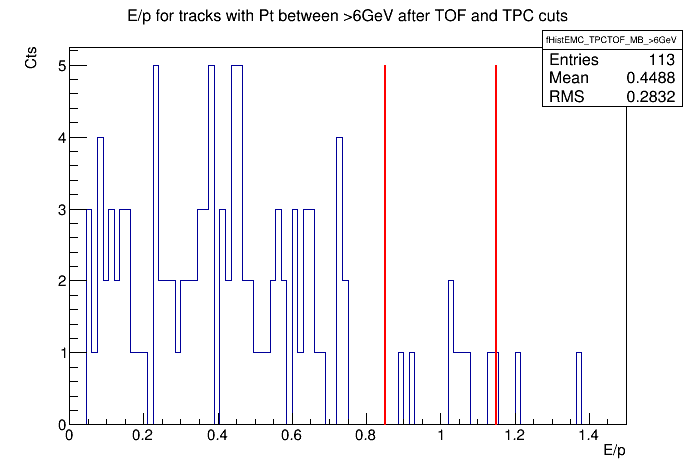 E/p for tracks with Pt between >6GeV after TOF and TPC cuts
fHistEMC_TPCTOF_MB_>6GeV
Entries 113
Mean 0.4488
RMS 0.2832
Cts
5
4
3
2
1
0
0 0.2 0.4 0.6 0.8 1 1.2 1.4
E/p